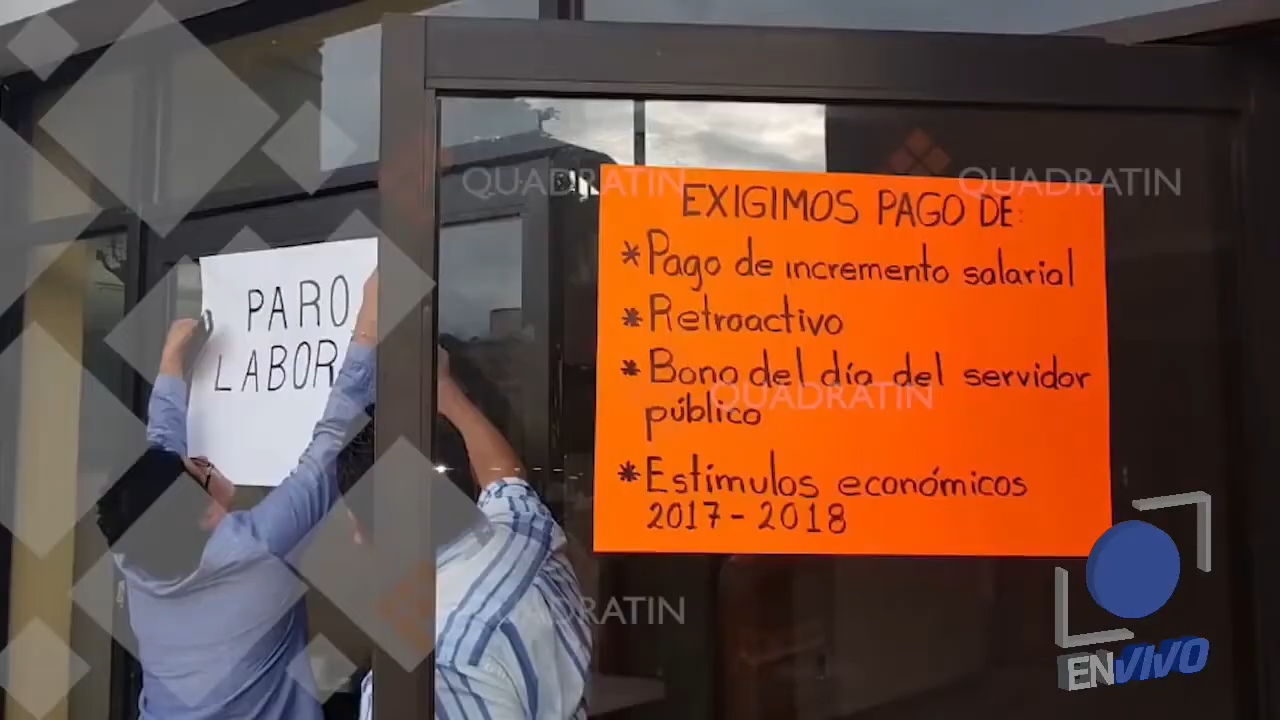 PARO
LABOR
EXIGIMOS PAGO DE:
* Pago de incremento salarial
* Retroactivo
* Bono del día del servidor
público
* Estímulos económicos
2017-2018
QUADRATIN
QUADRATIN
QUADRATIN
QUADRATIN
EN VIVO